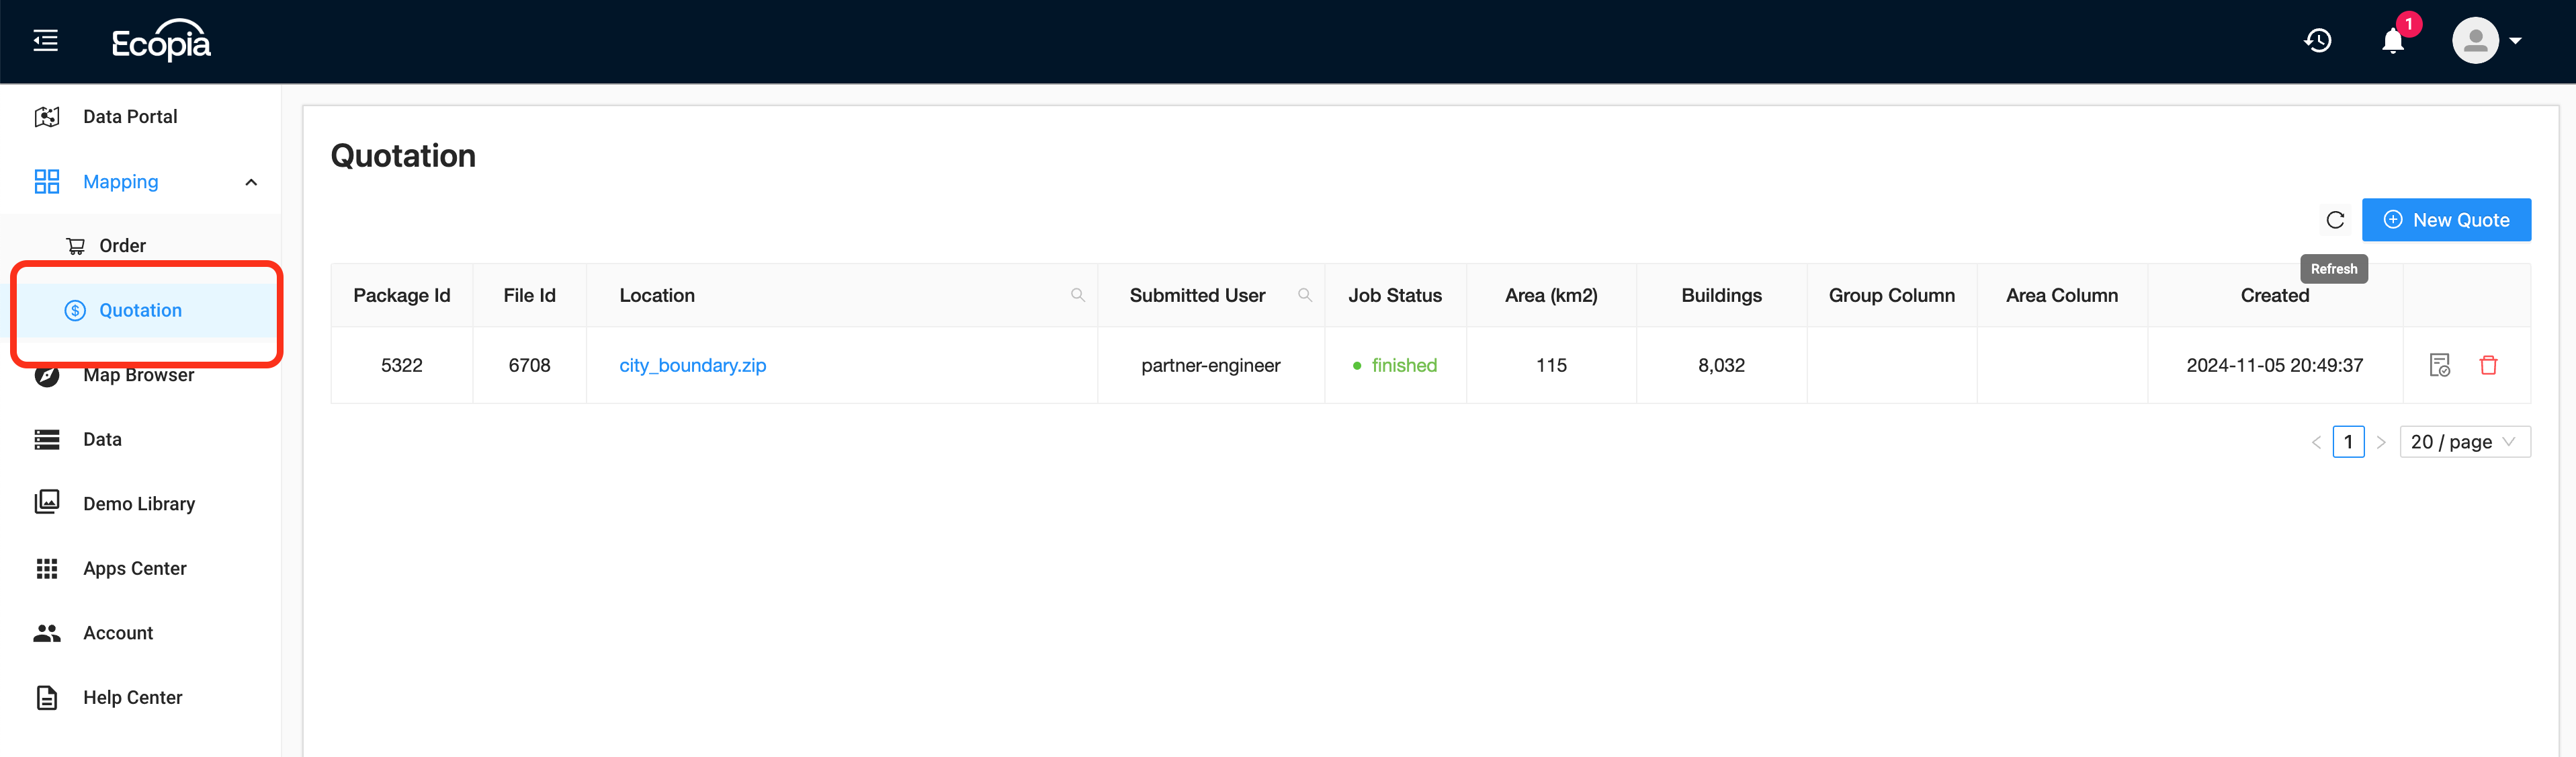 Ecopia
1
Data Portal
Mapping
Order
Quotation
Map Browser
Data
Demo Library
Apps Center
Account
Help Center
Quotation
New Quote
Refresh
Package Id File Id Location Submitted User Job Status Area (km2) Buildings Group Column Area Column Created
5322 6708 city_boundary.zip partner-engineer finished 115 8,032 2024-11-05 20:49:37
1 20 / page